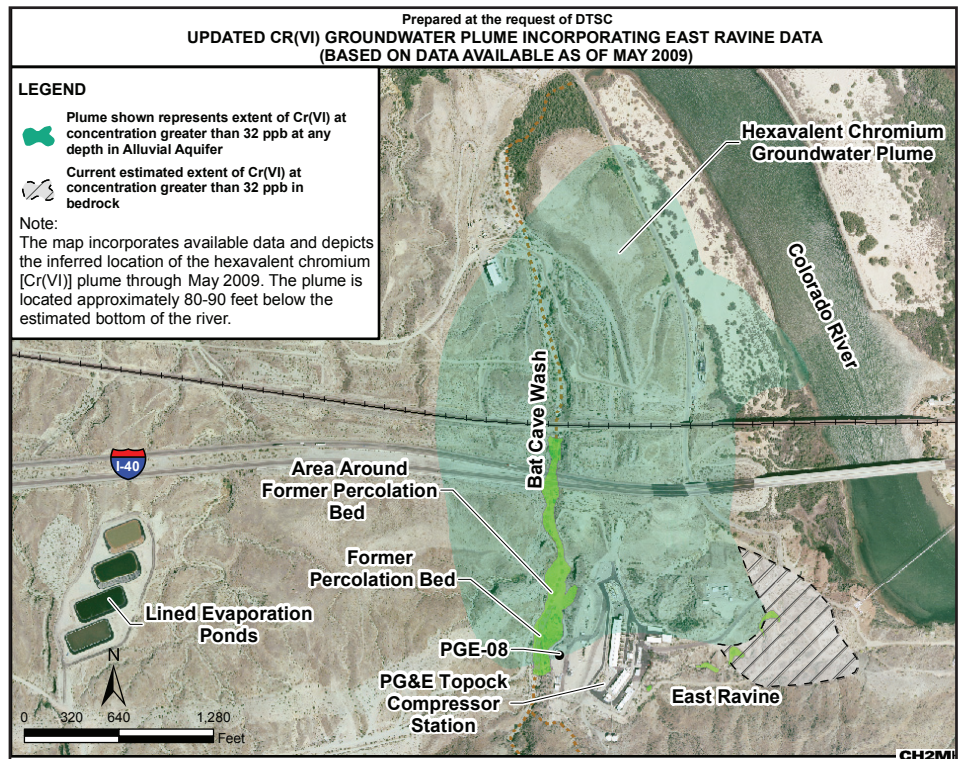 Prepared at the request of DTSC
UPDATED CR(VI) GROUNDWATER PLUME INCORPORATING EAST RAVINE DATA
(BASED ON DATA AVAILABLE AS OF MAY 2009)
LEGEND
Plume shown represents extent of Cr(VI) at
concentration greater than 32 ppb at any
depth in Alluvial Aquifer
Current estimated extent of Cr(VI) at
concentration greater than 32 ppb in
bedrock
Note:
The map incorporates available data and depicts
the inferred location of the hexavalent chromium
[Cr(VI)] plume through May 2009. The plume is
located approximately 80-90 feet below the
estimated bottom of the river.
Hexavalent Chromium
Groundwater Plume
Colorado River
Bat Cave Wash
I-40
Area Around
Former Percolation
Bed
Former
Percolation Bed
Lined Evaporation
Ponds
PGE-08
PG&E Topock
Compressor
Station
East Ravine
N
0 320 640 1,280
Feet
CH2MH